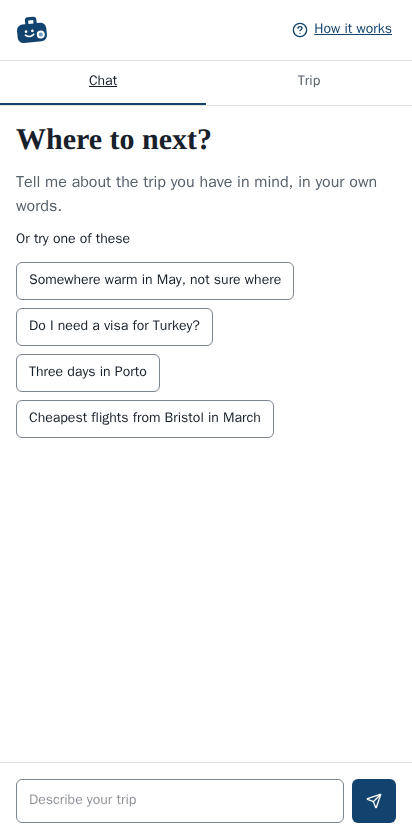 How it works
Chat
Trip
Where to next?
Tell me about the trip you have in mind, in your own
words.
Or try one of these
Somewhere warm in May, not sure where
Do I need a visa for Turkey?
Three days in Porto
Cheapest flights from Bristol in March
Describe your trip